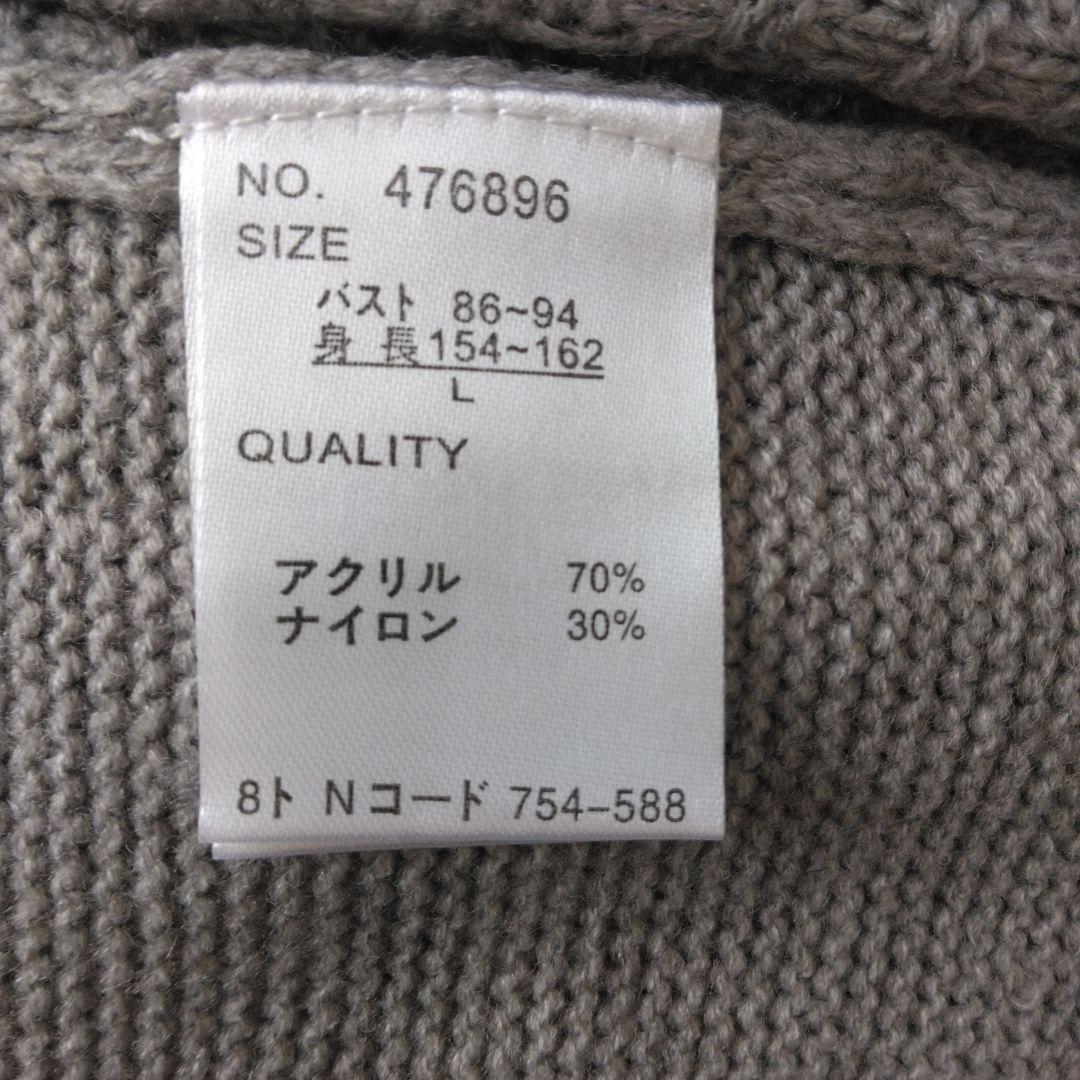 NO. 476896
SIZE
バスト 86~94
身長154~162
L
QUALITY
アクリル 70%
ナイロン 30%
8ト Nコード 754-588